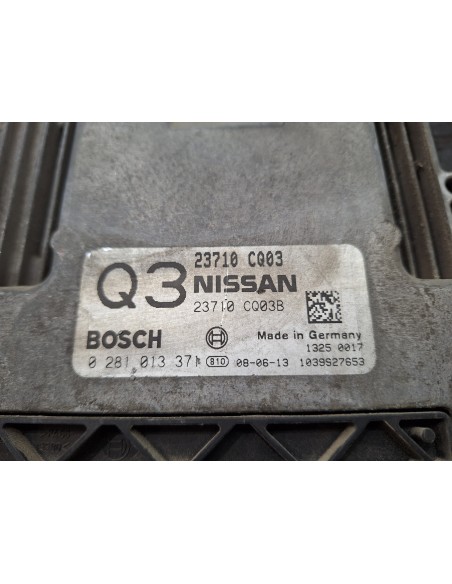 23710 CQ03
Q3 NISSAN
23710 CQ03B
BOSCH Made in Germany
1325 0017
0 281 013 371 810 08-06-13 1039S27653